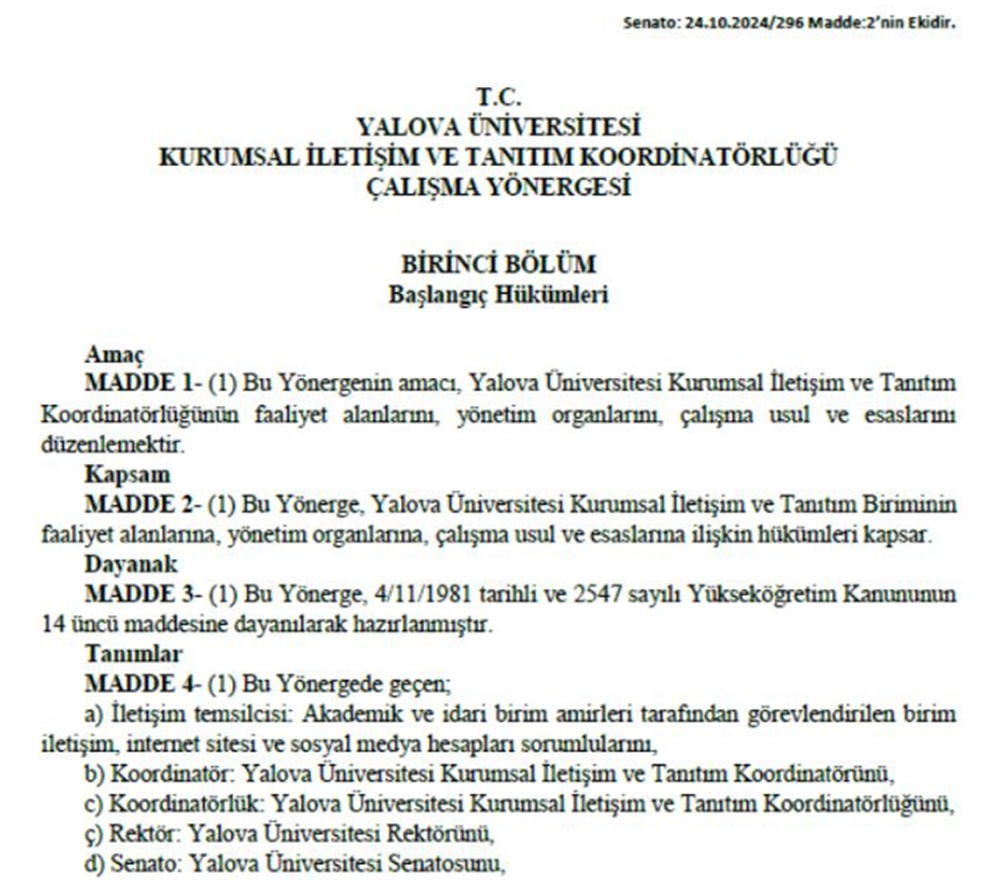 Senato: 24.10.2024/296 Madde:2'nin Ekidir.
T.C.
YALOVA ÜNİVERSİTESİ
KURUMSAL İLETİŞİM VE TANITIM KOORDİNATÖRLÜĞÜ
ÇALIŞMA YÖNERGESİ
BİRİNCİ BÖLÜM
Başlangıç Hükümleri
Amaç
MADDE 1- (1) Bu Yönergenin amacı, Yalova Üniversitesi Kurumsal İletişim ve Tanıtım
Koordinatörlüğünün faaliyet alanlarını, yönetim organlarını, çalışma usul ve esaslarını
düzenlemektir.
Kapsam
MADDE 2- (1) Bu Yönerge, Yalova Üniversitesi Kurumsal İletişim ve Tanıtım Biriminin
faaliyet alanlarına, yönetim organlarına, çalışma usul ve esaslarına ilişkin hükümleri kapsar.
Dayanak
MADDE 3- (1) Bu Yönerge, 4/11/1981 tarihli ve 2547 sayılı Yükseköğretim Kanununun
14 üncü maddesine dayanılarak hazırlanmıştır.
Tanımlar
MADDE 4- (1) Bu Yönergede geçen;
a) İletişim temsilcisi: Akademik ve idari birim amirleri tarafından görevlendirilen birim
iletişim, internet sitesi ve sosyal medya hesapları sorumlularını,
b) Koordinatör: Yalova Üniversitesi Kurumsal İletişim ve Tanıtım Koordinatörünü,
c) Koordinatörlük: Yalova Üniversitesi Kurumsal İletişim ve Tanıtım Koordinatörlüğünü,
ç) Rektör: Yalova Üniversitesi Rektörünü,
d) Senato: Yalova Üniversitesi Senatosunu,